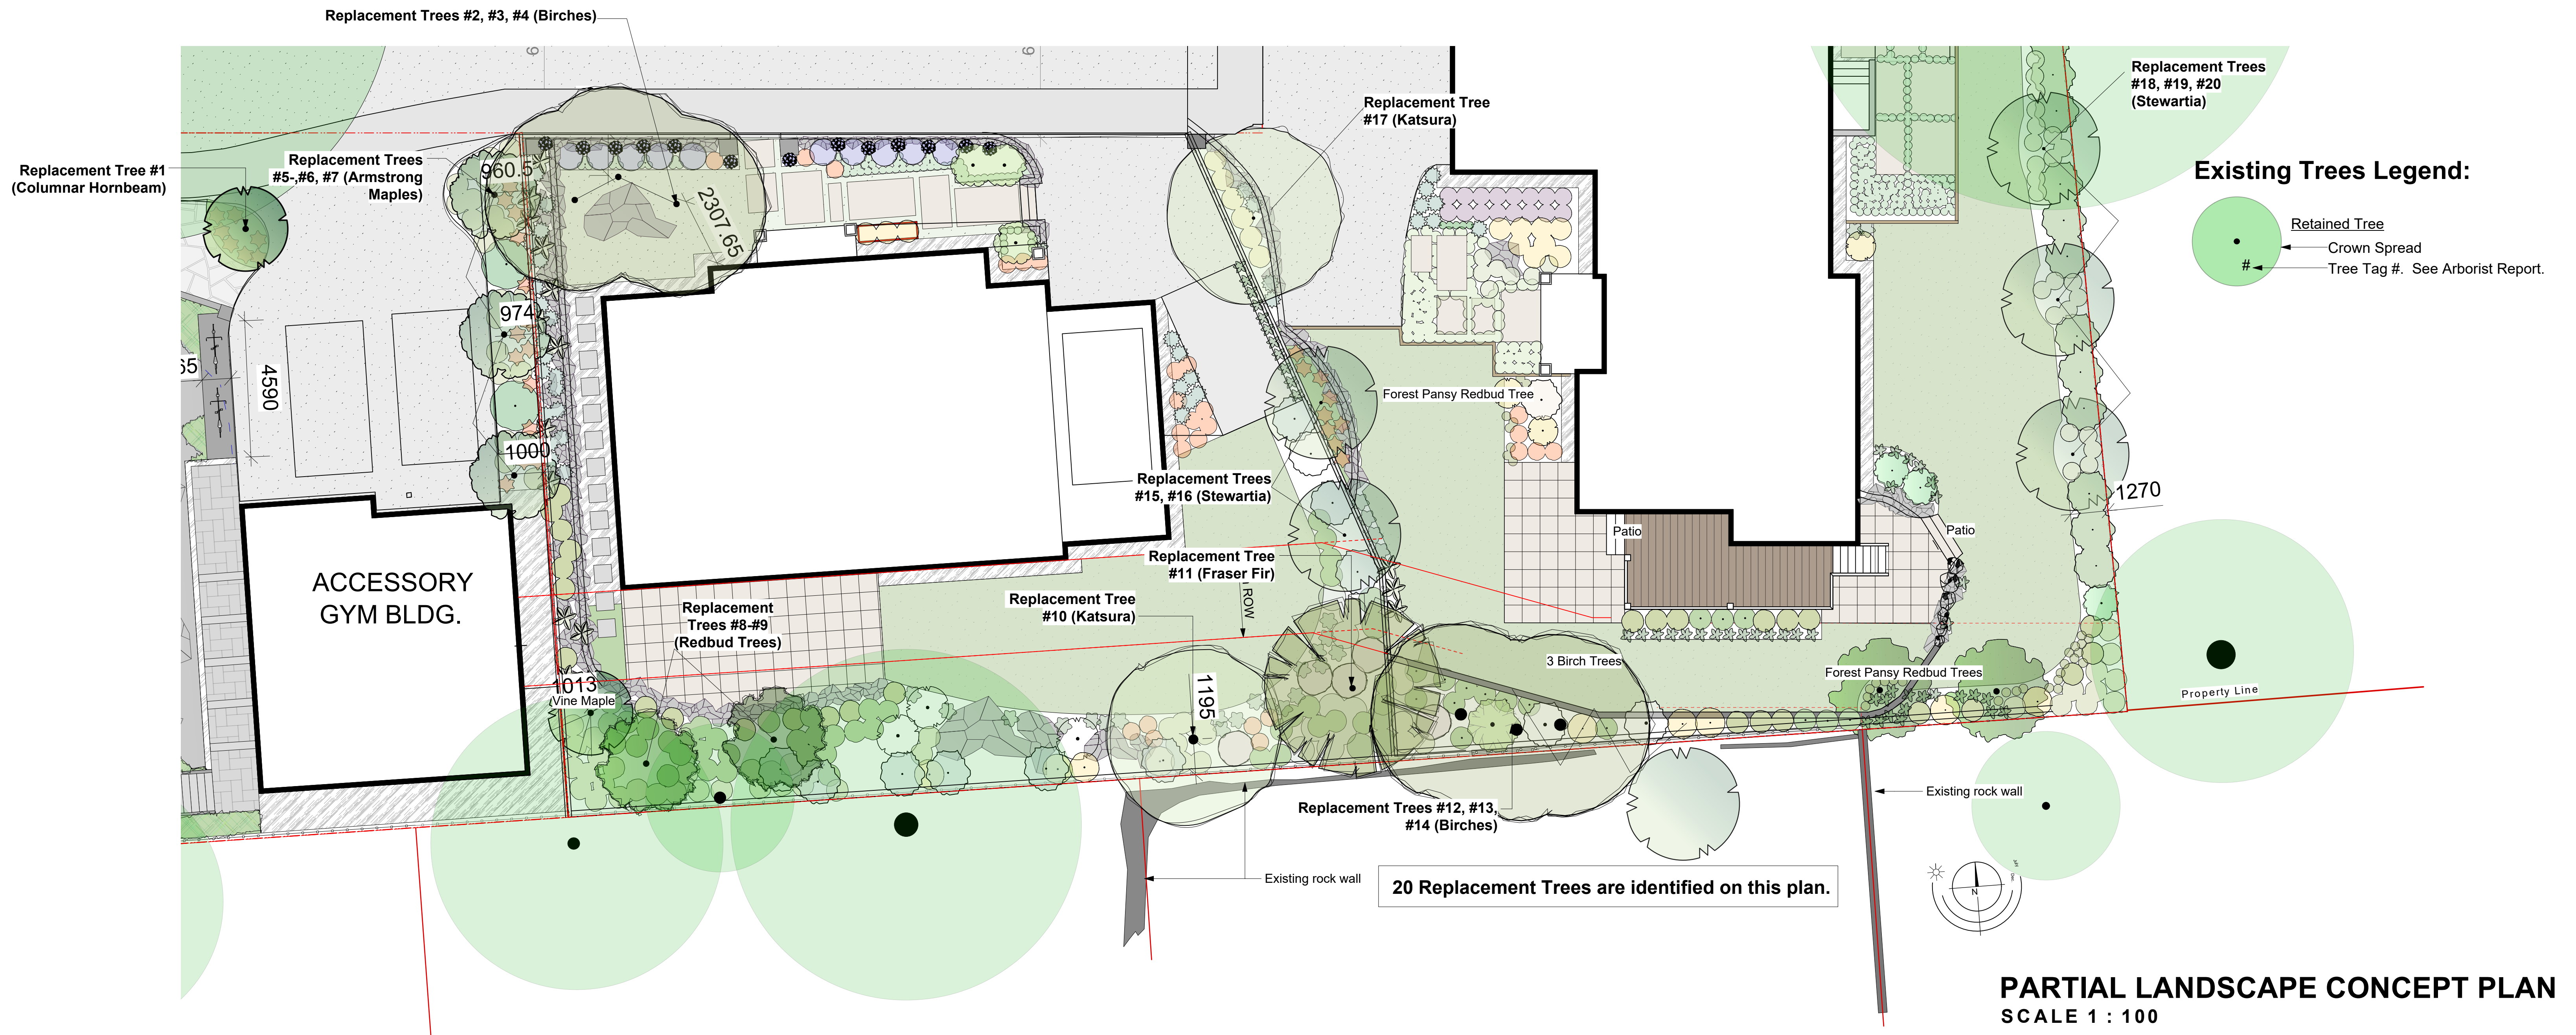 Replacement Trees #2, #3, #4 (Birches)
Replacement Trees
#18, #19, #20
(Stewartia)
Replacement Tree
#17 (Katsura)
Replacement Tree #1
(Columnar Hornbeam)
Replacement Trees
#5-,#6, #7 (Armstrong
Maples)
960.5
2307.65
Existing Trees Legend:
Retained Tree
Crown Spread
#
Tree Tag #.  See Arborist Report.
974
65
4590
Forest Pansy Redbud Tree
1000
Replacement Trees
#15, #16 (Stewartia)
1270
Patio
Patio
Replacement Tree
#11 (Fraser Fir)
ACCESSORY
GYM BLDG.
Replacement
Trees #8-#9
(Redbud Trees)
Replacement Tree
#10 (Katsura)
ROW
3 Birch Trees
Forest Pansy Redbud Trees
1013
Vine Maple
1195
Property Line
Replacement Trees #12, #13,
#14 (Birches)
Existing rock wall
Existing rock wall
20 Replacement Trees are identified on this plan.
N
PARTIAL LANDSCAPE CONCEPT PLAN
SCALE 1 : 100